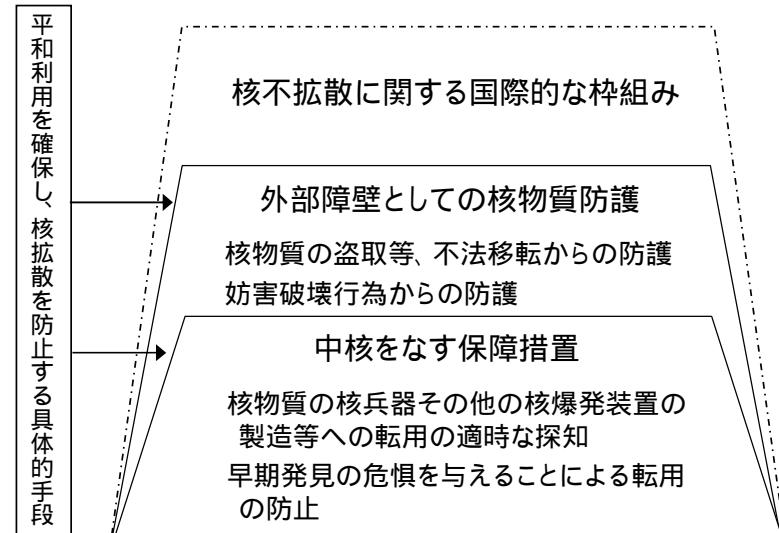 平和利用を確保し、核拡散を防止する具体的手段
核不拡散に関する国際的な枠組み
外部障壁としての核物質防護
核物質の盗取等、不法移転からの防護
妨害破壊行為からの防護
中核をなす保障措置
核物質の核兵器その他の核爆発装置の
製造等への転用の適時な探知
早期発見の危惧を与えることによる転用
の防止